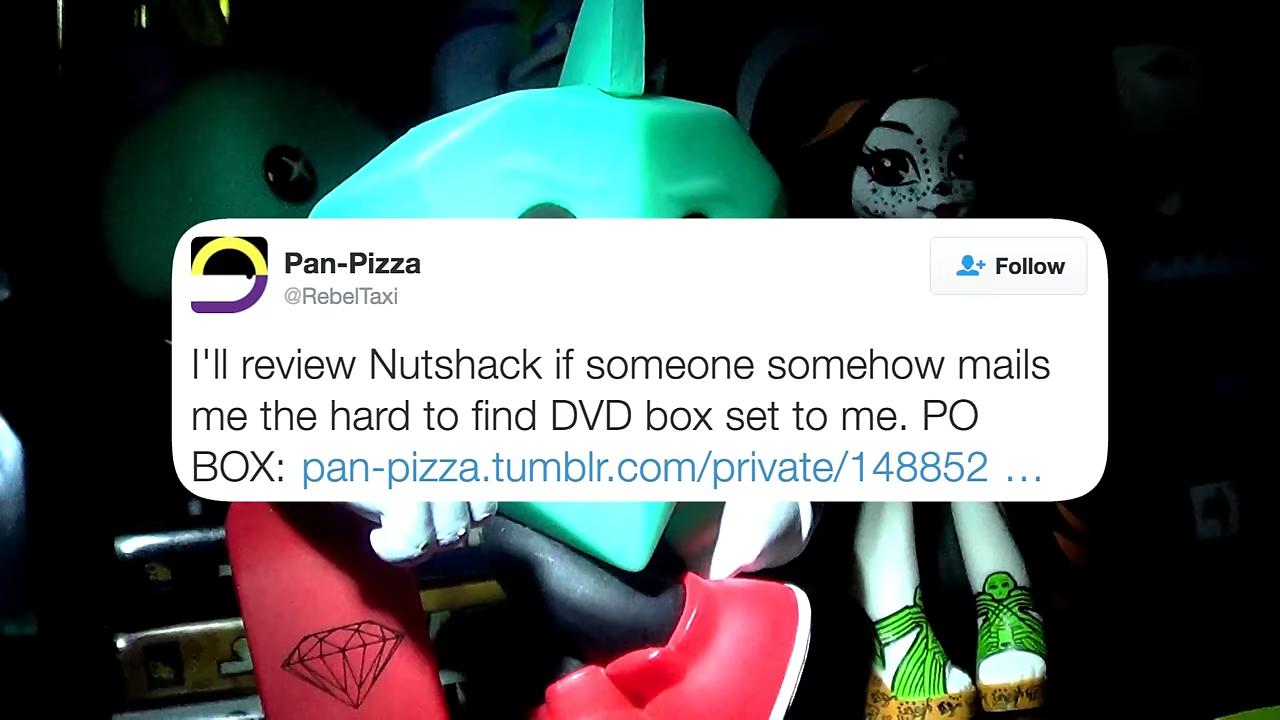 Pan-Pizza
@RebelTaxi
Follow
I'll review Nutshack if someone somehow mails
me the hard to find DVD box set to me. PO
BOX: pan-pizza.tumblr.com/private/148852 ...